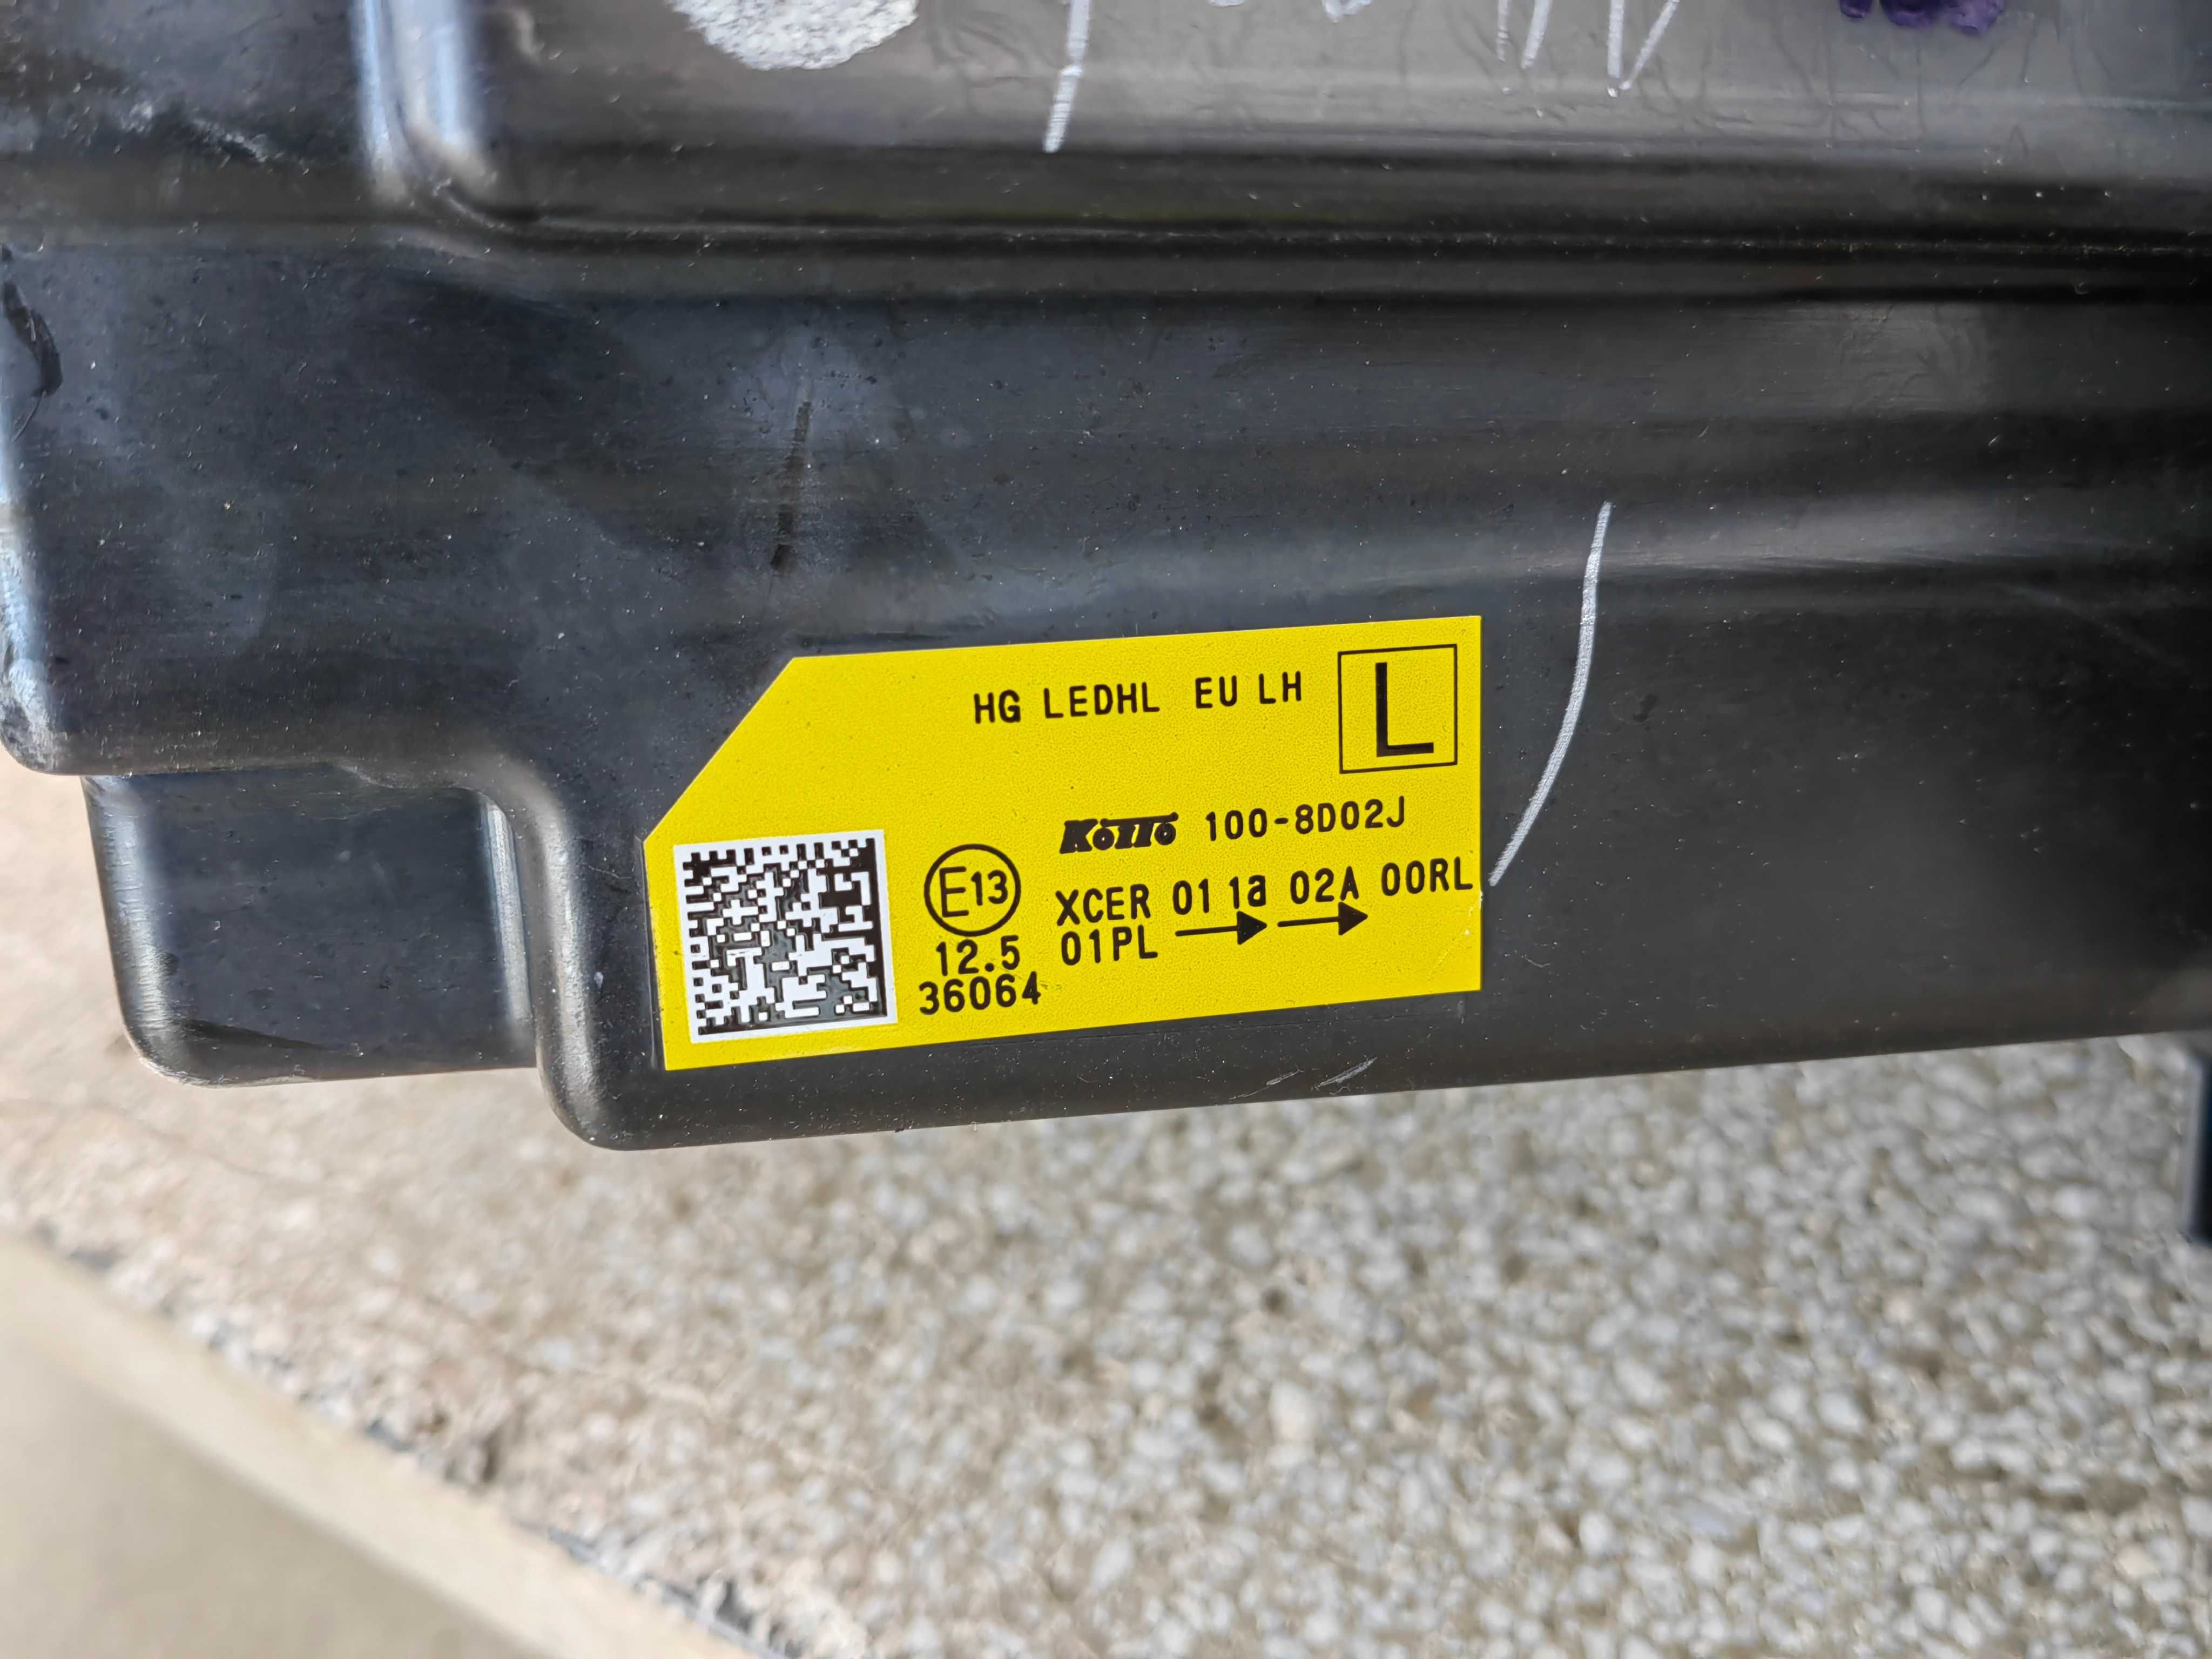 HG LEDHL EU LH L
KOITO 100-8D02J
E13 XCER 01 1a 02A 00RL
12.5 01PL → →
36064